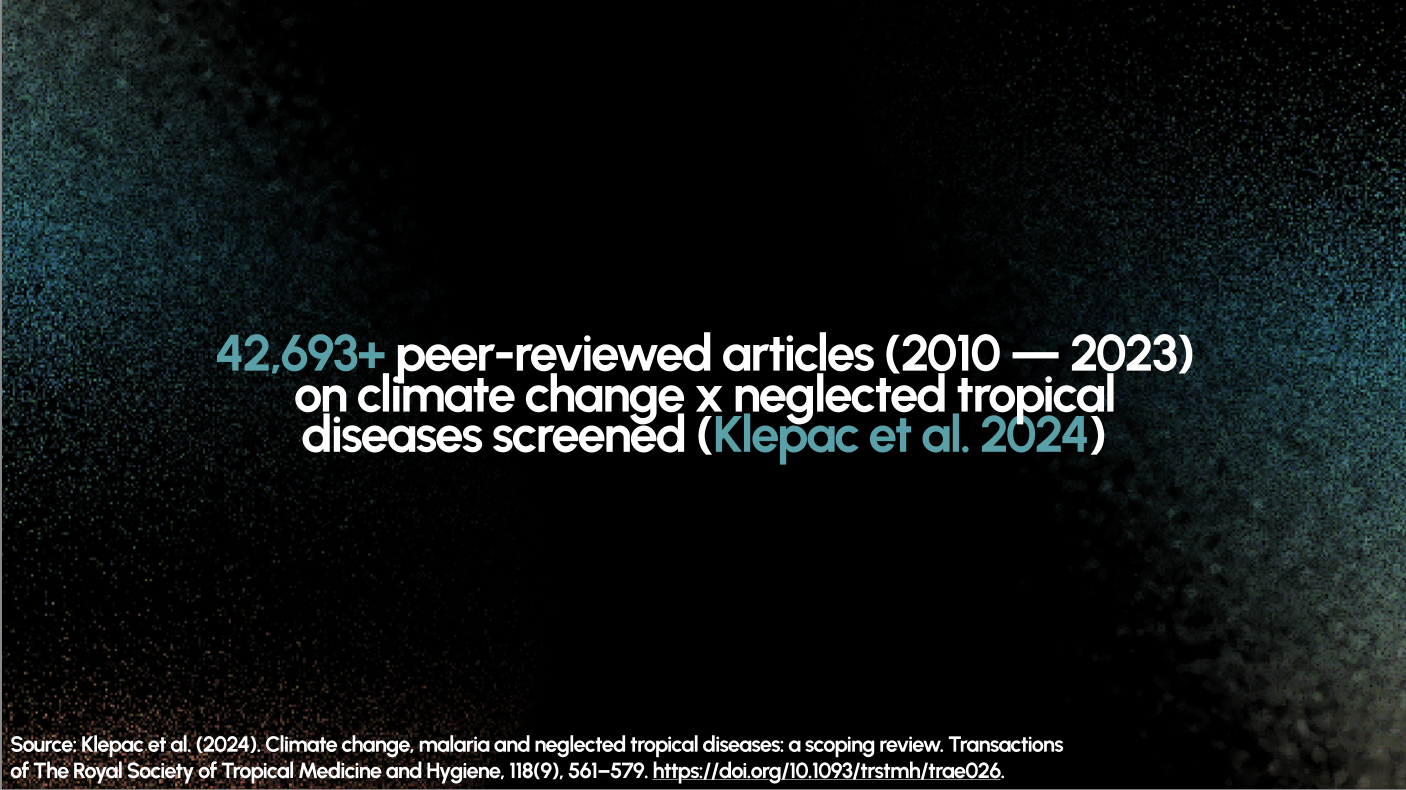 42,693+ peer-reviewed articles (2010 — 2023)
on climate change x neglected tropical
diseases screened (Klepac et al. 2024)
Source: Klepac et al. (2024). Climate change, malaria and neglected tropical diseases: a scoping review. Transactions
of The Royal Society of Tropical Medicine and Hygiene, 118(9), 561–579. https://doi.org/10.1093/trstmh/trae026.